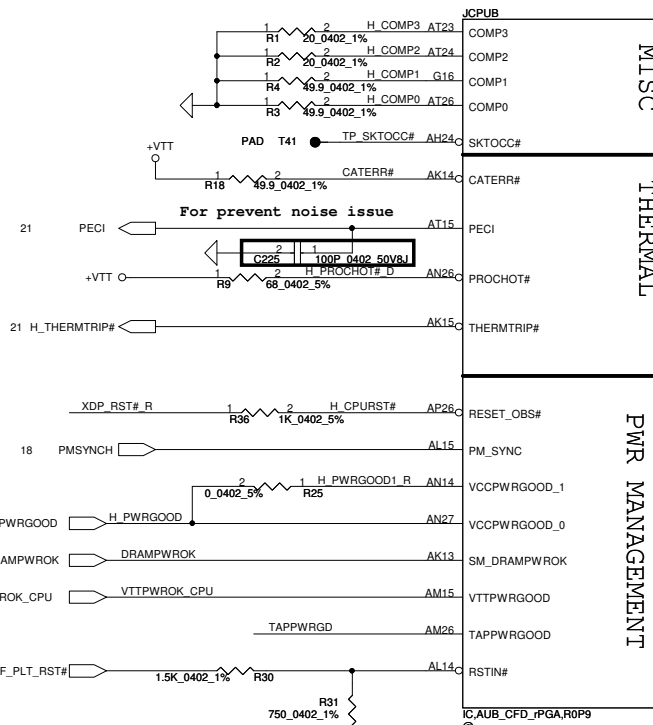 JCPUB
1 2 H_COMP3 AT23 COMP3
R1 20_0402_1%
1 2 H_COMP2 AT24 COMP2
R2 20_0402_1%
1 2 H_COMP1 G16 COMP1
R4 49.9_0402_1%
1 2 H_COMP0 AT26 COMP0
R3 49.9_0402_1%
MISC
PAD T41 TP_SKTOCC# AH24 SKTOCC#
+VTT
1 2 CATERR# AK14 CATERR#
R18 49.9_0402_1%
THERMAL
For prevent noise issue
21 PECI AT15 PECI
2 1
C225 100P_0402_50V8J
+VTT 1 2 H_PROCHOT#_D AN26 PROCHOT#
R9 68_0402_5%
21 H_THERMTRIP# AK15 THERMTRIP#
XDP_RST#_R 1 2 H_CPURST# AP26 RESET_OBS#
R36 1K_0402_5%
18 PMSYNCH AL15 PM_SYNC
PWR MANAGEMENT
2 1 H_PWRGOOD1_R AN14 VCCPWRGOOD_1
0_0402_5% R25
PWRGOOD H_PWRGOOD AN27 VCCPWRGOOD_0
AMPWROK DRAMPWROK AK13 SM_DRAMPWROK
ROK_CPU VTTPWROK_CPU AM15 VTTPWRGOOD
TAPPWRGD AM26 TAPPWRGOOD
F_PLT_RST# AL14 RSTIN#
1.5K_0402_1% R30
R31
750_0402_1%
IC,AUB_CFD_rPGA,R0P9